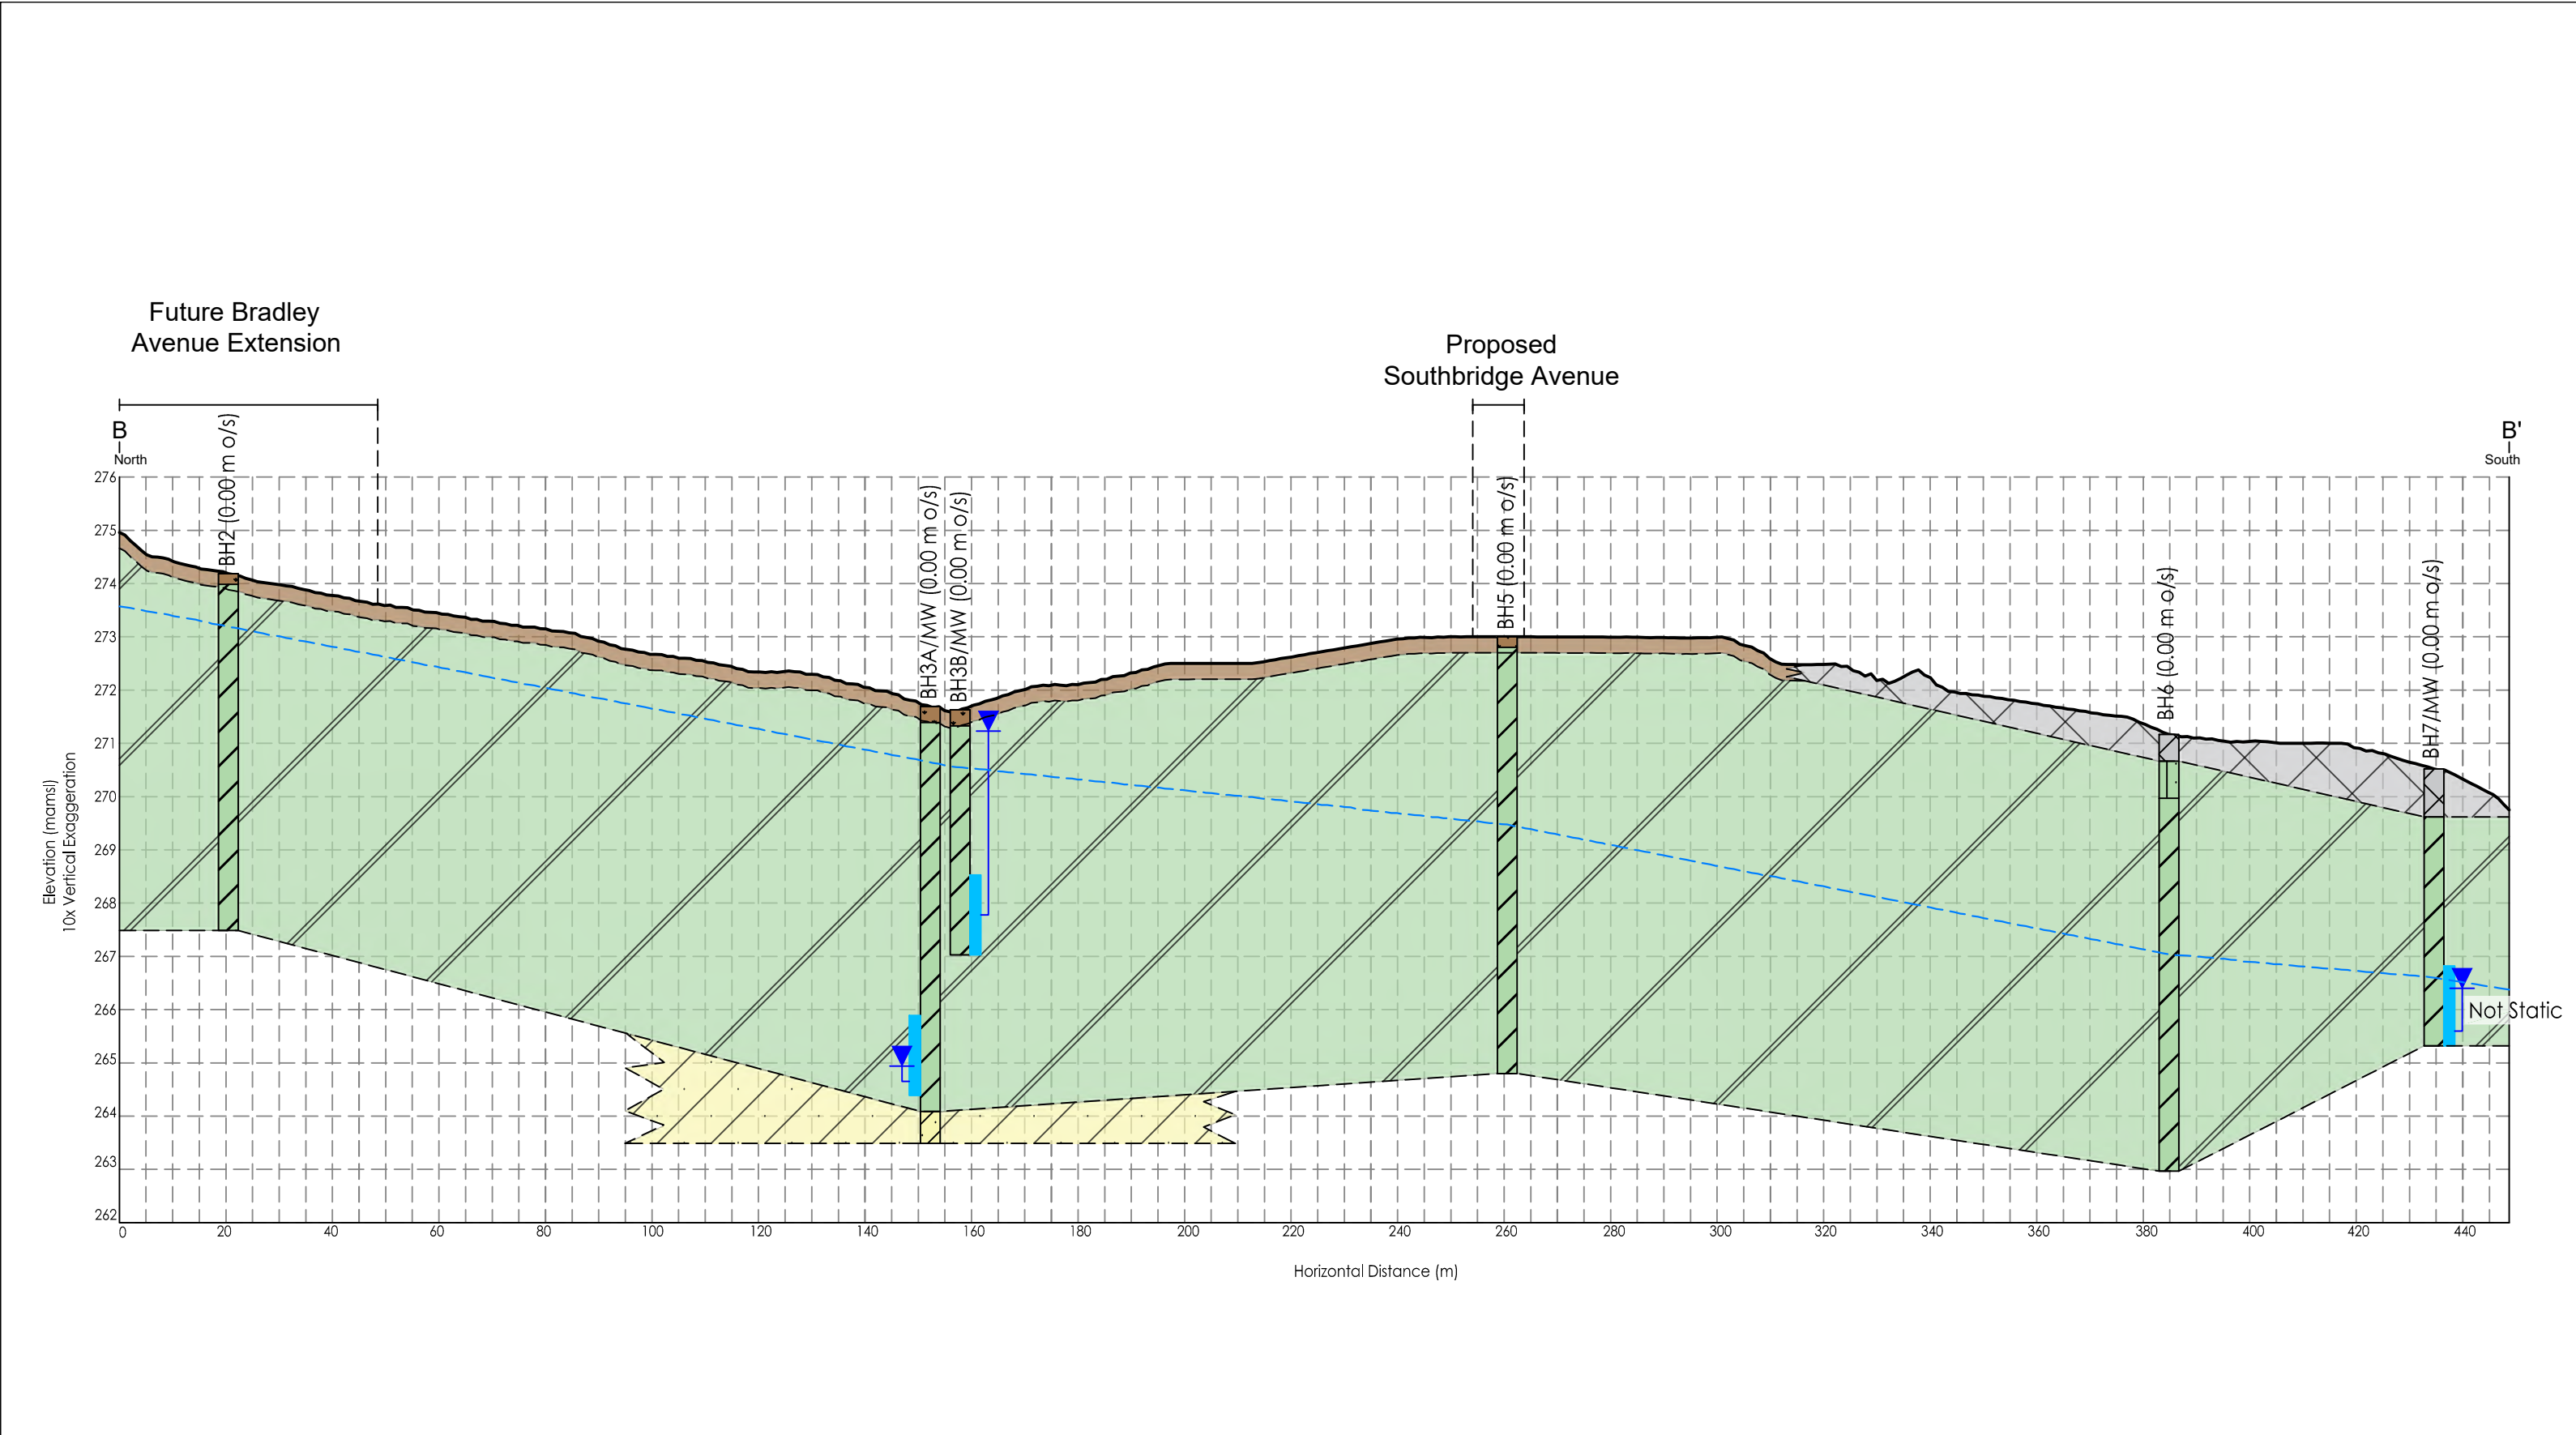 Future Bradley
Avenue Extension
Proposed
Southbridge Avenue
B
North
B'
South
BH2 (0.00 m o/s)
BH3A/MW (0.00 m o/s)
BH3B/MW (0.00 m o/s)
BH5 (0.00 m o/s)
BH6 (0.00 m o/s)
BH7/MW (0.00 m o/s)
276
275
274
273
272
271
270
269
268
267
266
265
264
263
262
Elevation (mamsl)
10x Vertical Exaggeration
Not Static
0 20 40 60 80 100 120 140 160 180 200 220 240 260 280 300 320 340 360 380 400 420 440
Horizontal Distance (m)